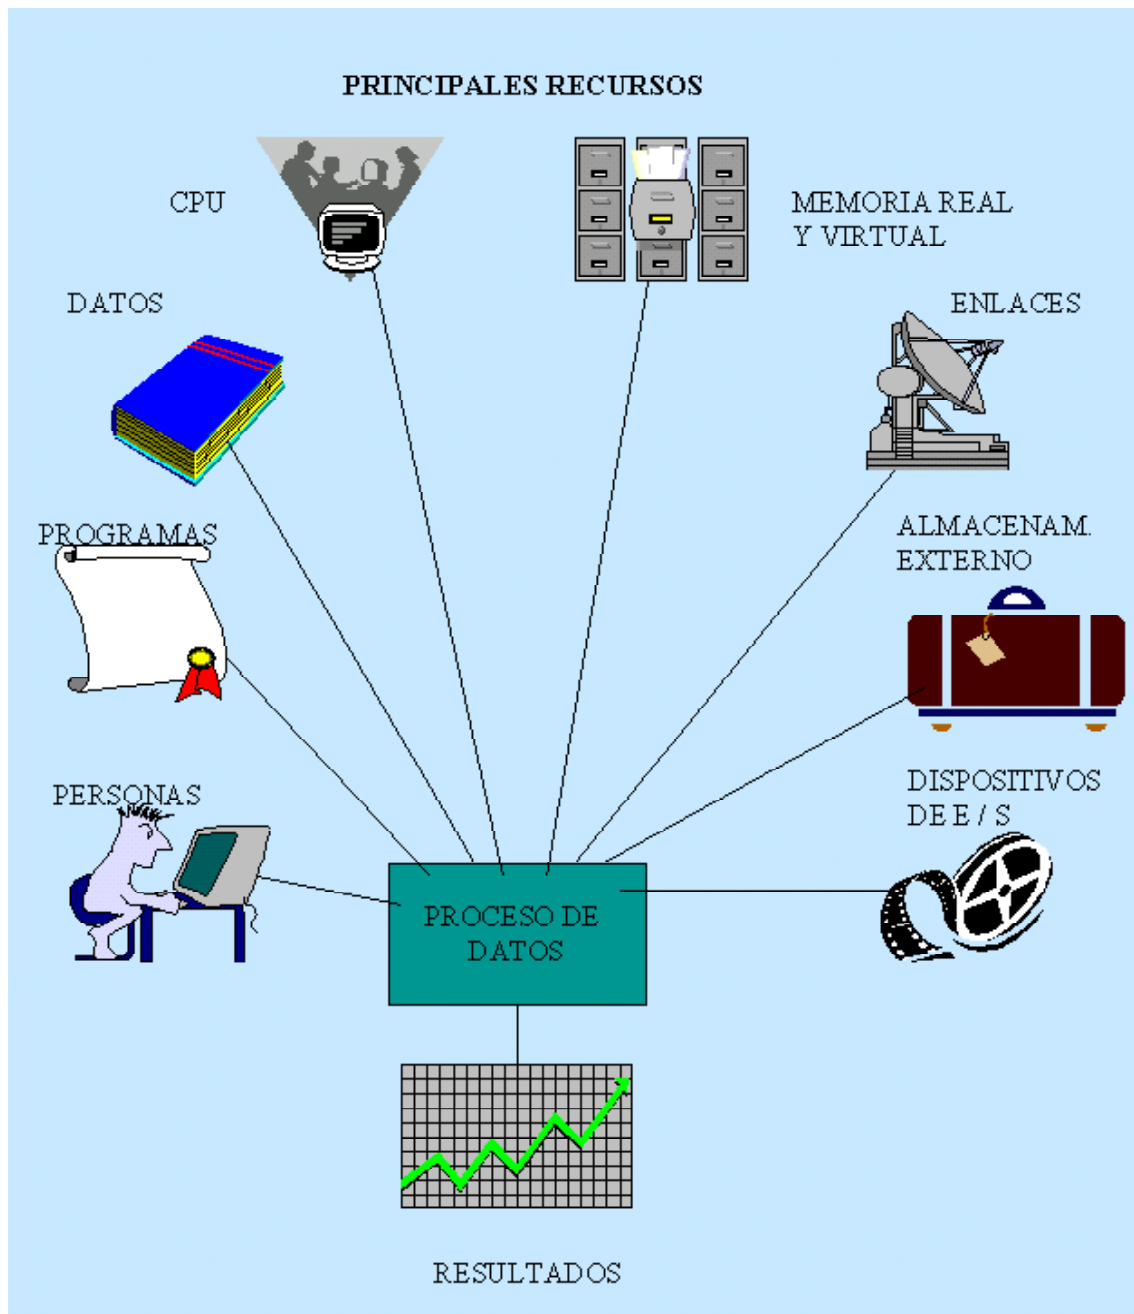 PRINCIPALES RECURSOS
CPU
MEMORIA REAL
Y VIRTUAL
DATOS
ENLACES
PROGRAMAS
ALMACENAM.
EXTERNO
PERSONAS
DISPOSITIVOS
DE E / S
PROCESO DE
DATOS
RESULTADOS